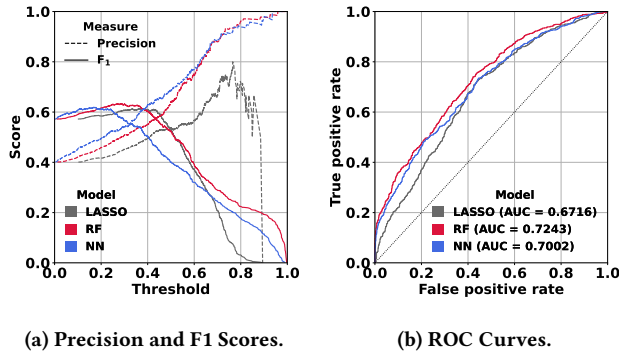 Measure
Precision
F1
Model
LASSO
RF
NN
Score
1.0
0.8
0.6
0.4
0.2
0.0
0.0 0.2 0.4 0.6 0.8 1.0
Threshold
(a) Precision and F1 Scores.
True positive rate
1.0
0.8
0.6
0.4
0.2
0.0
Model
LASSO (AUC = 0.6716)
RF (AUC = 0.7243)
NN (AUC = 0.7002)
0.0 0.2 0.4 0.6 0.8 1.0
False positive rate
(b) ROC Curves.